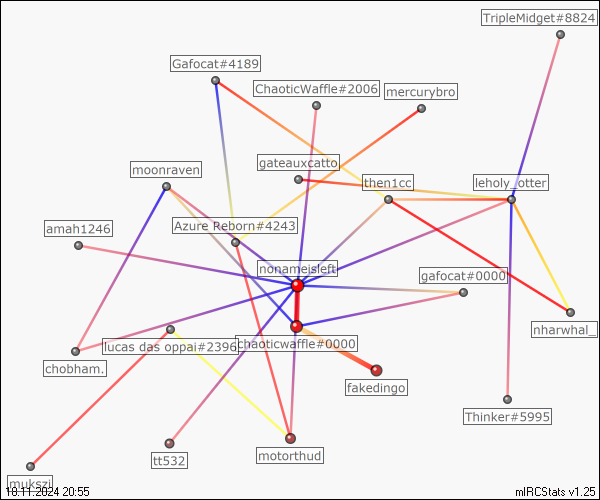 TripleMidget#8824
Gafocat#4189
ChaoticWaffle#2006
mercurybro
gateauxcatto
moonraven
then1cc
leholy_otter
amah1246
Azure Reborn#4243
nonameisleft
gafocat#0000
nharwhal_
lucas das oppai#2396
chaoticwaffle#0000
chobham.
fakedingo
Thinker#5995
tt532
motorthud
mukszi
10.11.2024 20:55
mIRCStats v1.25